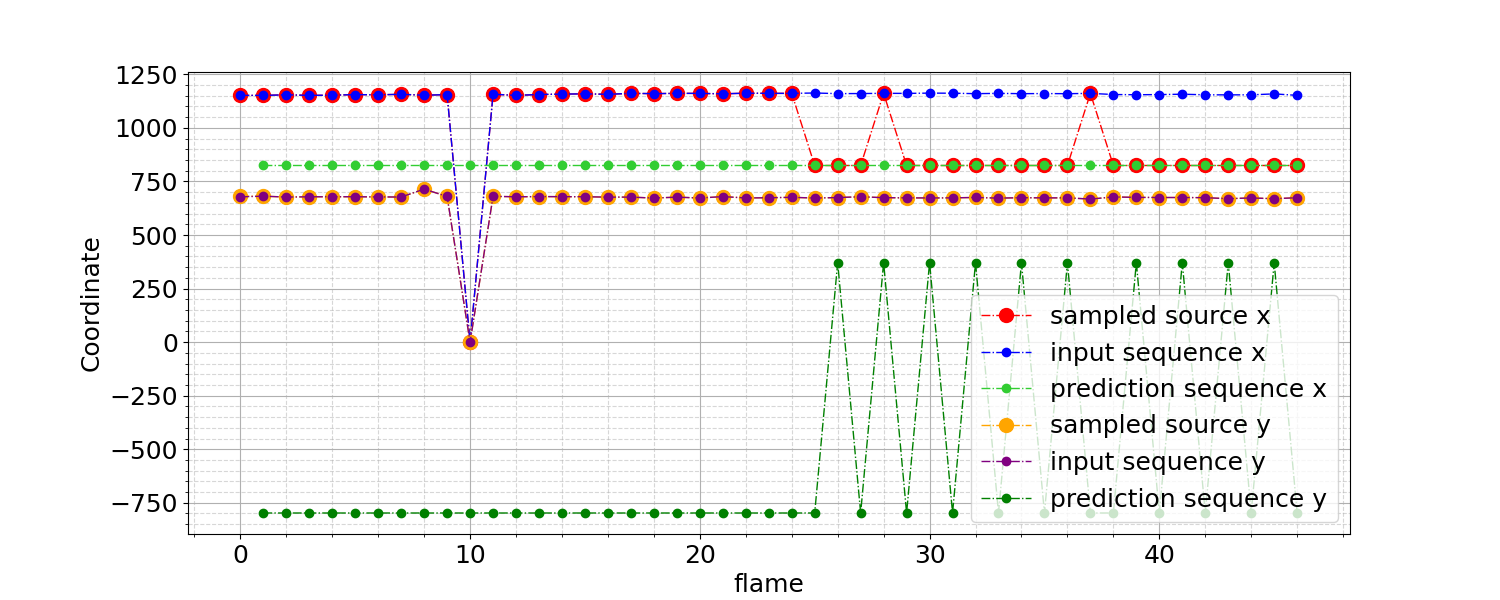 1250
1000
750
500
250
0
−250
−500
−750
Coordinate
0 10 20 30 40
flame
sampled source x
input sequence x
prediction sequence x
sampled source y
input sequence y
prediction sequence y